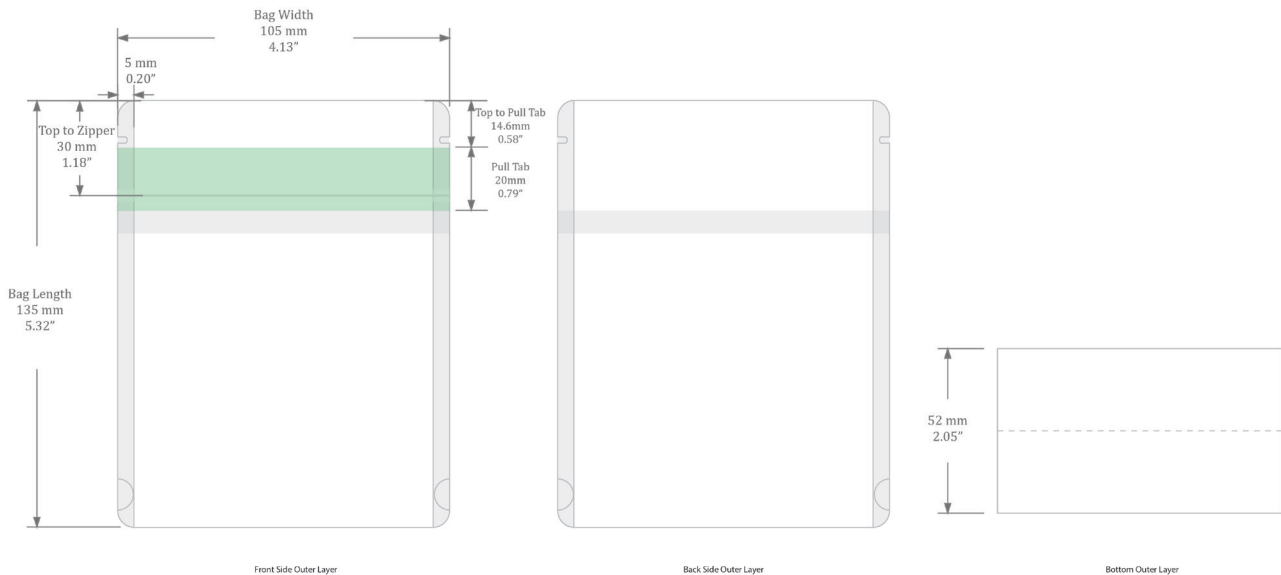 Bag Width
105 mm
4.13”
5 mm
0.20”
Top to Zipper
30 mm
1.18”
Top to Pull Tab
14.6mm
0.58”
Pull Tab
20mm
0.79”
Bag Length
135 mm
5.32”
52 mm
2.05”
Front Side Outer Layer
Back Side Outer Layer
Bottom Outer Layer